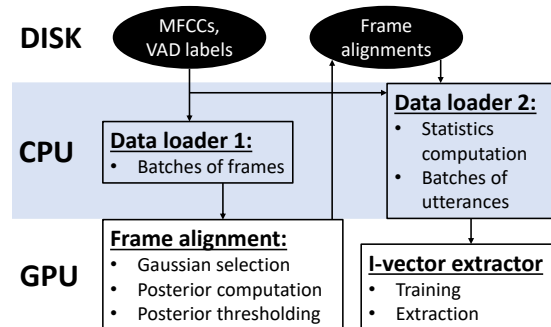 DISK
MFCCs,
VAD labels
Frame
alignments
CPU
Data loader 1:
• Batches of frames
Data loader 2:
• Statistics
computation
• Batches of
utterances
GPU
Frame alignment:
• Gaussian selection
• Posterior computation
• Posterior thresholding
I-vector extractor
• Training
• Extraction